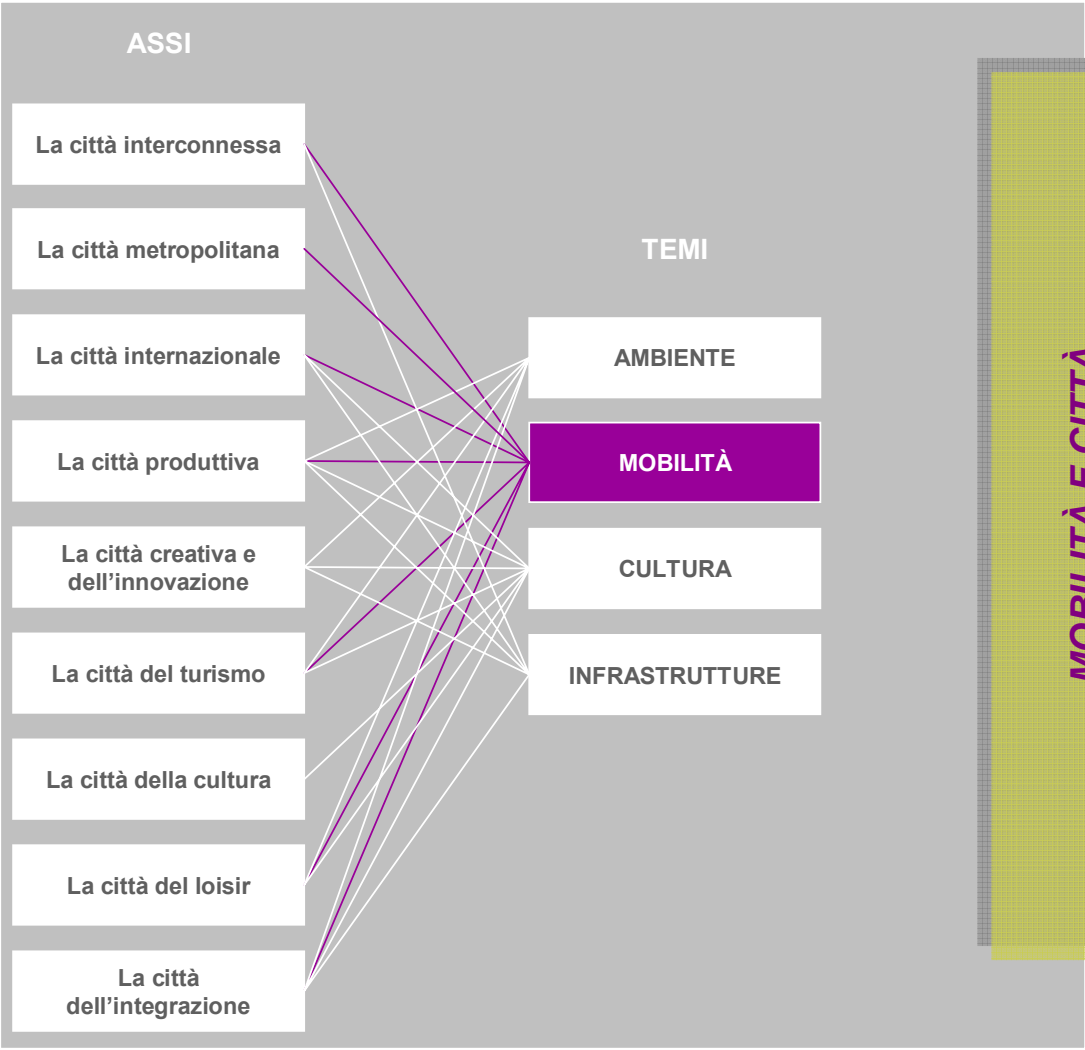 ASSI
La città interconnessa
La città metropolitana
La città internazionale
La città produttiva
La città creativa e
dell’innovazione
La città del turismo
La città della cultura
La città del loisir
La città
dell’integrazione
TEMI
AMBIENTE
MOBILITÀ
CULTURA
INFRASTRUTTURE
MOBILITÀ E CITTÀ